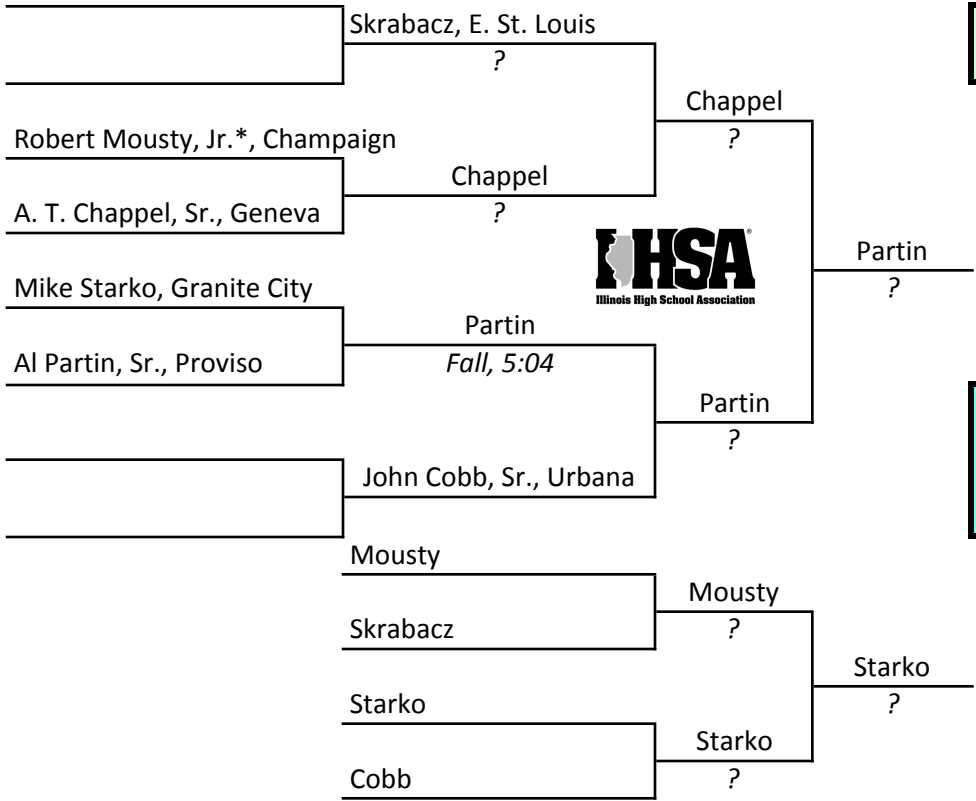 Skrabacz, E. St. Louis
?
Chappel
?
Robert Mousty, Jr.*, Champaign
Chappel
?
A. T. Chappel, Sr., Geneva
IHSA®
Illinois High School Association
Partin
?
Mike Starko, Granite City
Partin
Fall, 5:04
Al Partin, Sr., Proviso
Partin
?
John Cobb, Sr., Urbana
Mousty
Mousty
?
Skrabacz
Starko
?
Starko
Starko
?
Cobb